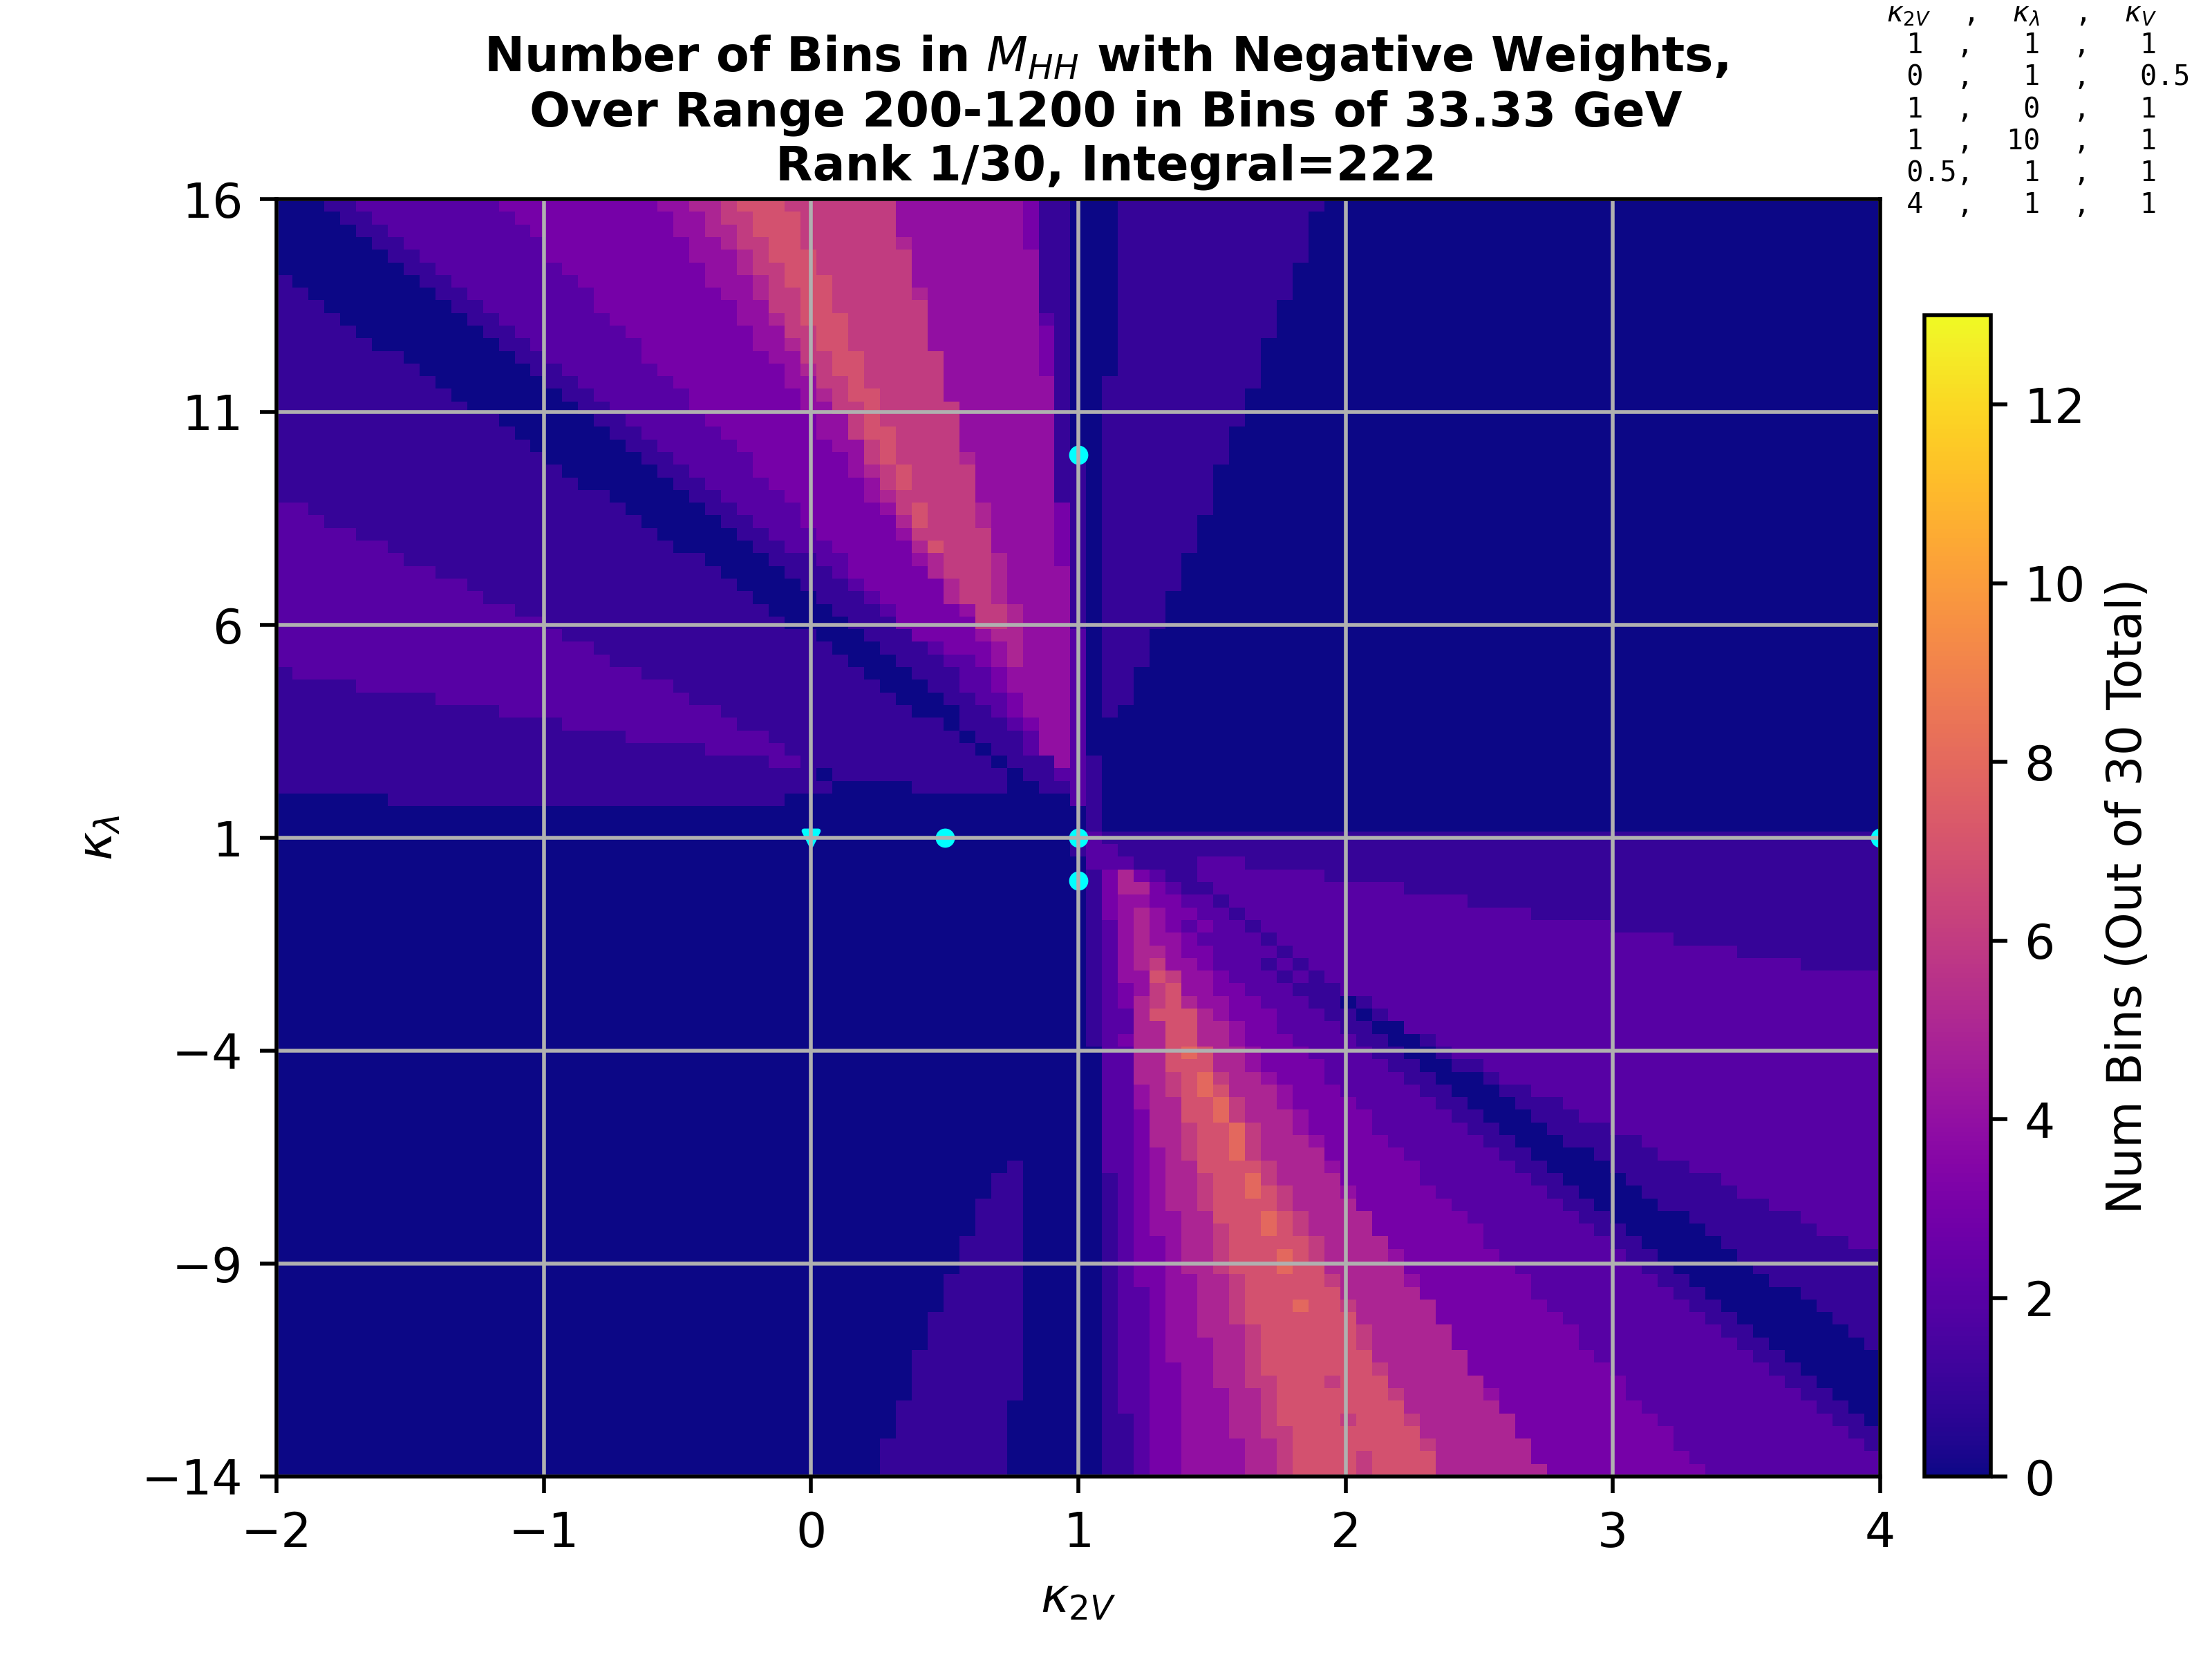 κ2V , κλ , κV
1 , 1 , 1
0 , 1 , 0.5
1 , 0 , 1
1 , 10 , 1
0.5, 1 , 1
4 , 1 , 1
Number of Bins in MHH with Negative Weights,
Over Range 200-1200 in Bins of 33.33 GeV
Rank 1/30, Integral=222
16
11
6
1
−4
−9
−14
κλ
−2 −1 0 1 2 3 4
κ2V
12
10
8
6
4
2
0
Num Bins (Out of 30 Total)